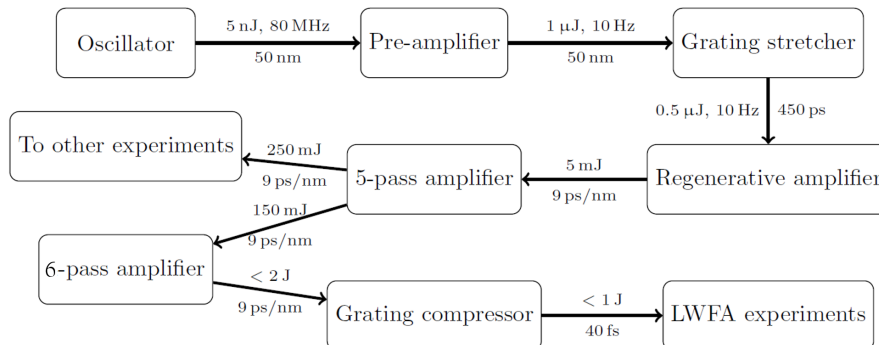 5 nJ, 80 MHz
1 μJ, 10 Hz
Oscillator
Pre-amplifier
Grating stretcher
50 nm
50 nm
0.5 μJ, 10 Hz
450 ps
To other experiments
250 mJ
9 ps/nm
5-pass amplifier
5 mJ
9 ps/nm
Regenerative amplifier
150 mJ
9 ps/nm
6-pass amplifier
< 2 J
9 ps/nm
Grating compressor
< 1 J
40 fs
LWFA experiments